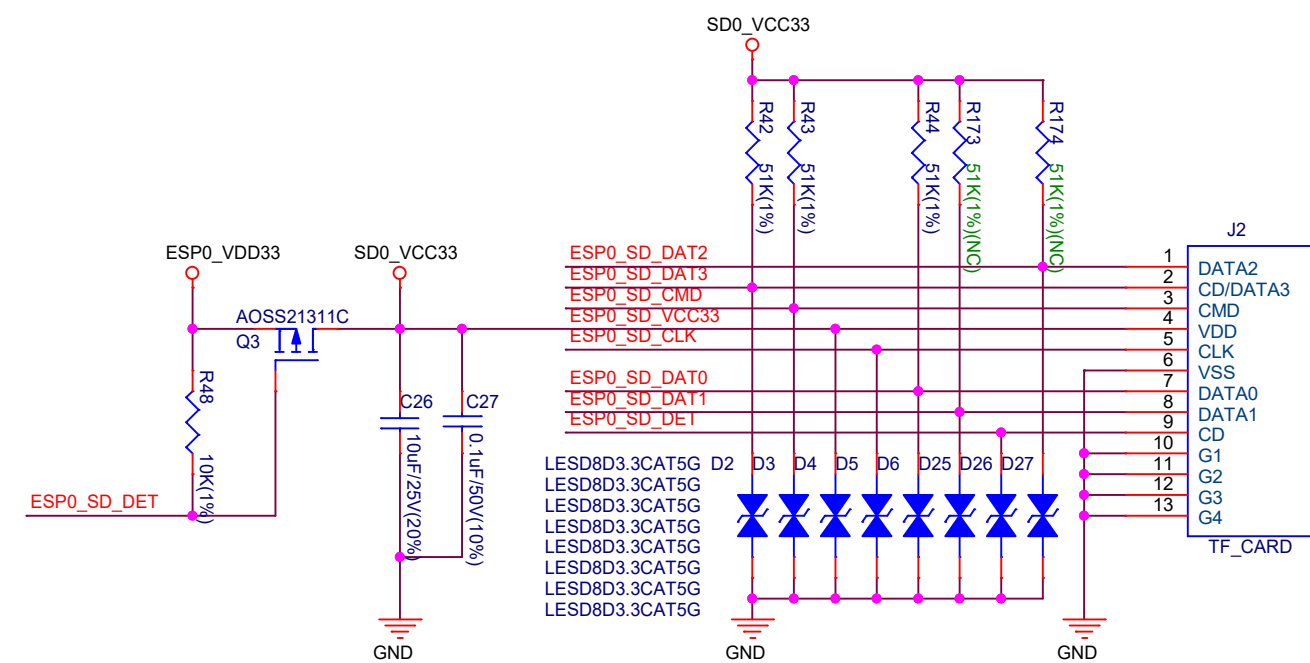 SD0_VCC33
R42
51K(1%)
R43
51K(1%)
R44
51K(1%)
R173
51K(1%)(NC)
R174
51K(1%)(NC)
ESP0_VDD33
SD0_VCC33
AOSS21311C
Q3
R48
10K(1%)
ESP0_SD_DET
C26
10uF/25V(20%)
C27
0.1uF/50V(10%)
GND
ESP0_SD_DAT2
ESP0_SD_DAT3
ESP0_SD_CMD
ESP0_SD_VCC33
ESP0_SD_CLK
ESP0_SD_DAT0
ESP0_SD_DAT1
ESP0_SD_DET
LESD8D3.3CAT5G D2 D3 D4 D5 D6 D25 D26 D27
LESD8D3.3CAT5G
LESD8D3.3CAT5G
LESD8D3.3CAT5G
LESD8D3.3CAT5G
LESD8D3.3CAT5G
LESD8D3.3CAT5G
LESD8D3.3CAT5G
GND
GND
J2
1 DATA2
2 CD/DATA3
3 CMD
4 VDD
5 CLK
6 VSS
7 DATA0
8 DATA1
9 CD
10 G1
11 G2
12 G3
13 G4
TF_CARD